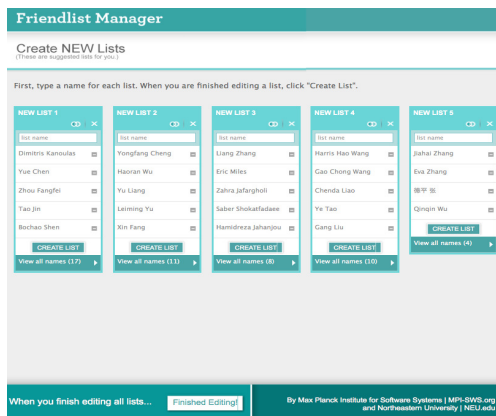 Friendlist Manager
Create NEW Lists
(These are suggested lists for you.)
First, type a name for each list. When you are finished editing a list, click "Create List".
NEW LIST 1
list name
Dimitris Kanoulas
Yue Chen
Zhou Fangfei
Tao Jin
Bochao Shen
CREATE LIST
View all names (17)
NEW LIST 2
list name
Yongfang Cheng
Haoran Wu
Yu Liang
Leiming Yu
Xin Fang
CREATE LIST
View all names (11)
NEW LIST 3
list name
Liang Zhang
Eric Miles
Zahra Jafargholi
Saber Shokatfadaee
Hamidreza Jahanjou
CREATE LIST
View all names (8)
NEW LIST 4
list name
Harris Hao Wang
Gao Chong Wang
Chenda Liao
Ye Tao
Gang Liu
CREATE LIST
View all names (10)
NEW LIST 5
list name
Jiahai Zhang
Eva Zhang
Qinqin Wu
CREATE LIST
View all names (4)
When you finish editing all lists...
Finished Editing!
By Max Planck Institute for Software Systems | MPI-SWS.org
and Northeastern University | NEU.edu